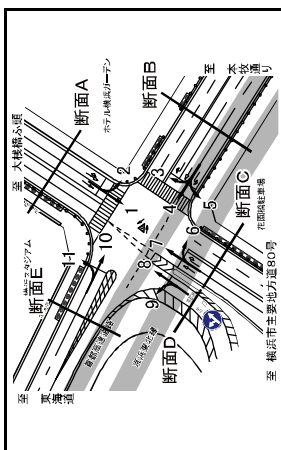 至 大桟橋ふ頭
断面A
ホテル横浜ガーデン
至 本牧通り
断面B
横浜スタジアム
断面E
11
10
2
3
1
4
5
断面C
花園橋駐車場
6
7
8
9
断面D
至 東海道
至 横浜市主要地方道80号